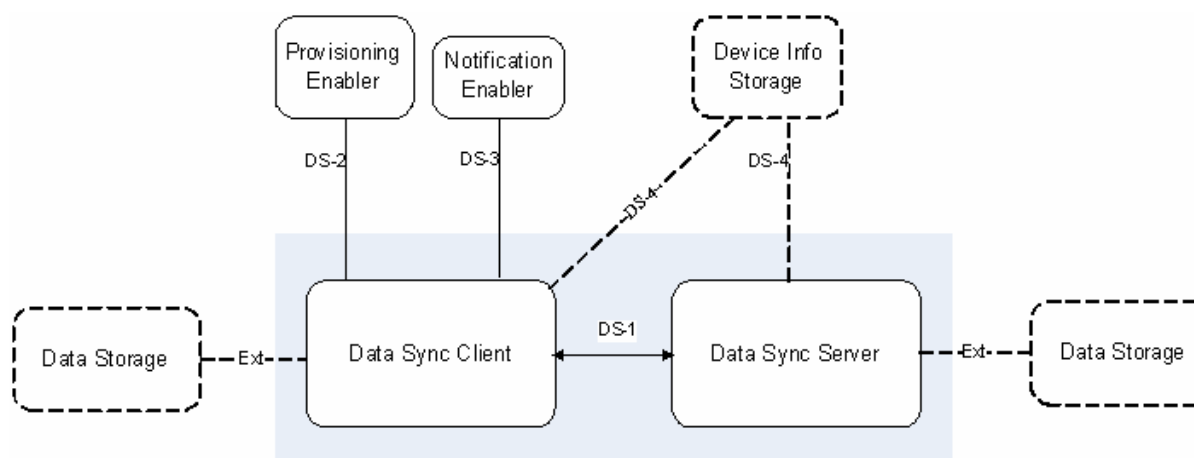 Provisioning
Enabler
Notification
Enabler
Device Info
Storage
DS-2
DS-3
DS-4
DS-4
Data Storage
Ext
Data Sync Client
DS-1
Data Sync Server
Ext
Data Storage